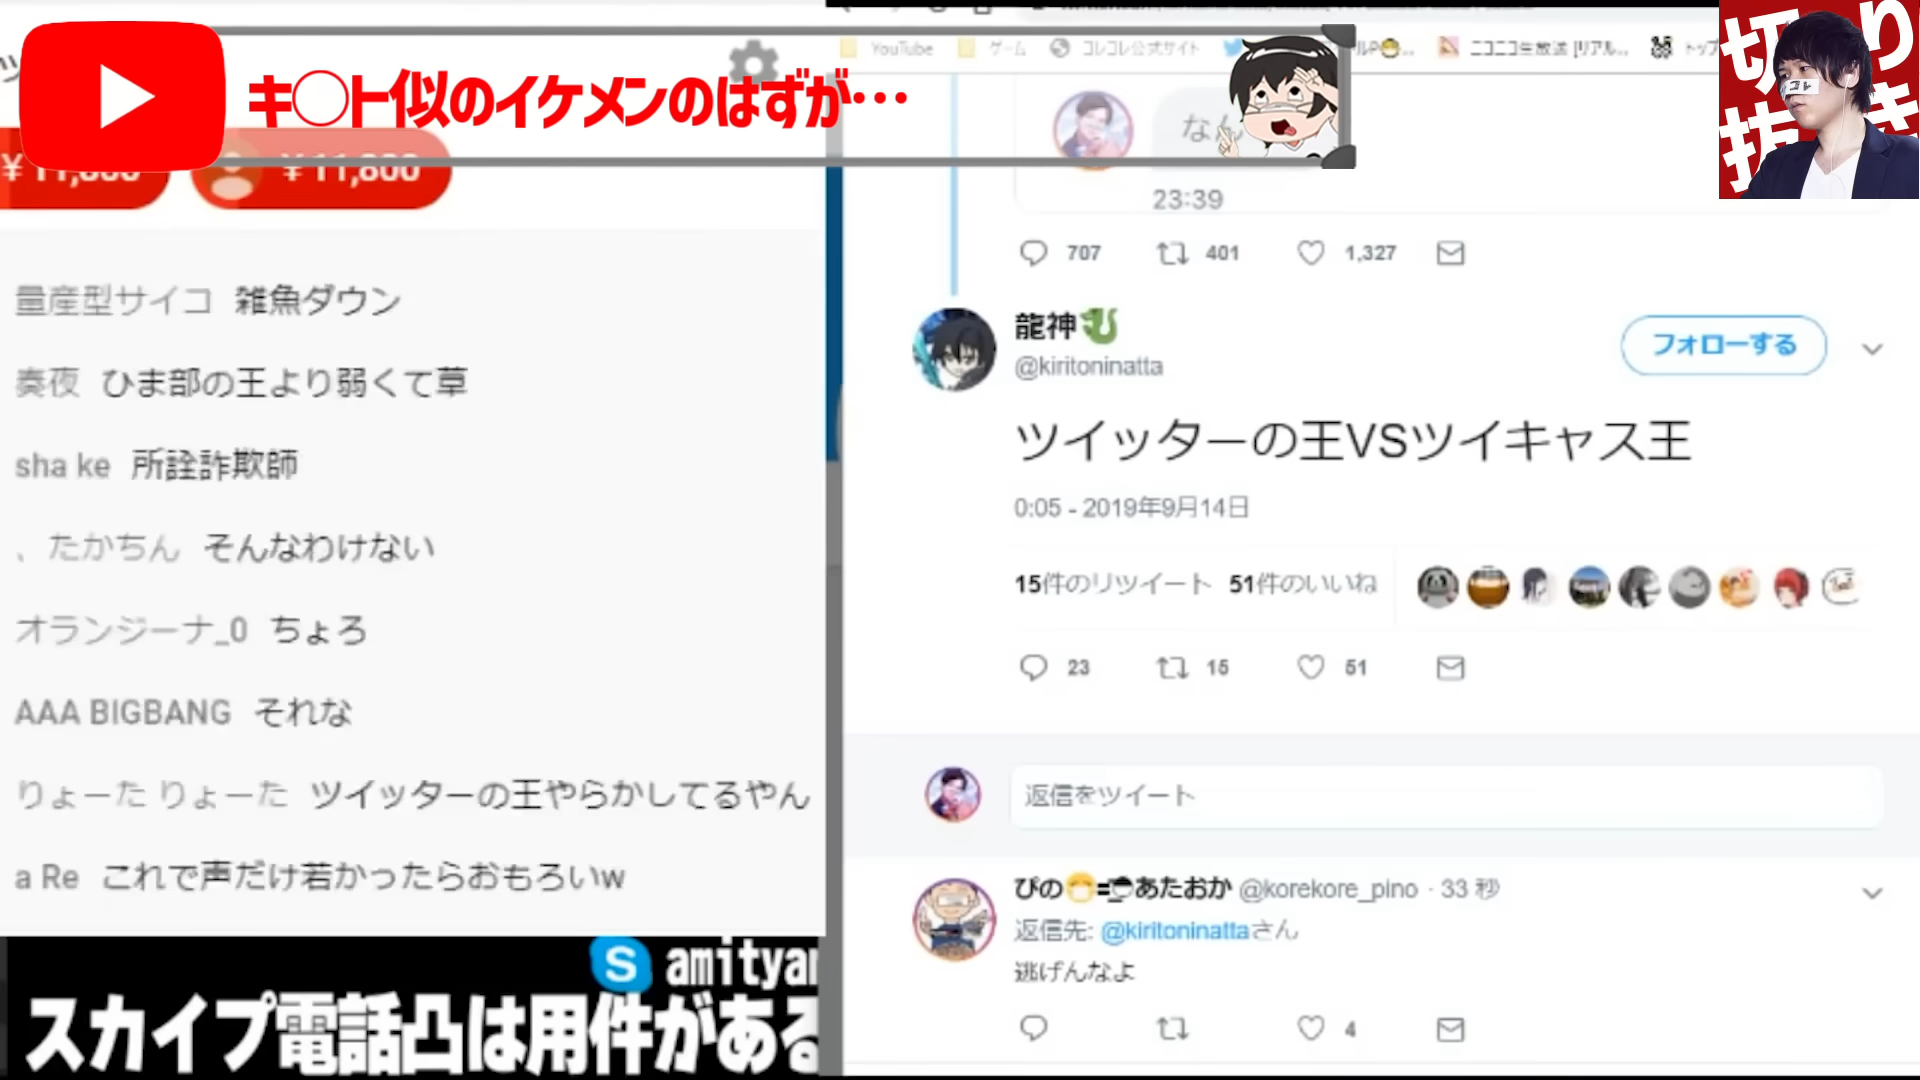 YouTube
ゲーム
コレコレ公式サイト
ニコニコ生放送 [リアル...
トップ
切り抜き
コレ
キ◯ト似のイケメンのはずが…
¥11,800
¥11,800
23:39
707 401 1,327
量産型サイコ 雑魚ダウン
奏夜 ひま部の王より弱くて草
sha ke 所詮詐欺師
、たかちん そんなわけない
オランジーナ_0 ちょろ
AAA BIGBANG それな
りょーた りょーた ツイッターの王やらかしてるやん
a Re これで声だけ若かったらおもろいw
S amityan
スカイプ電話凸は用件がある
龍神
@kiritoninatta
フォローする
ツイッターの王VSツイキャス王
0:05 - 2019年9月14日
15件のリツイート 51件のいいね
23 15 51
返信をツイート
ぴの=あたおか @korekore_pino · 33 秒
返信先: @kiritoninattaさん
逃げんなよ
4